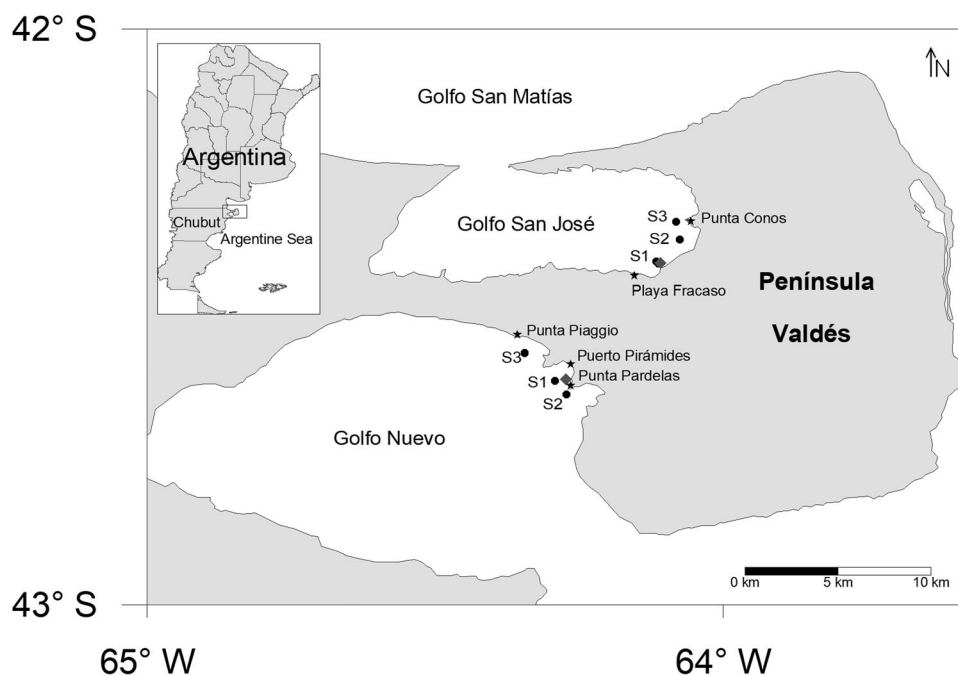 42° S
N
Golfo San Matías
Argentina
Chubut
Argentine Sea
Golfo San José
S3
Punta Conos
S2
S1
Playa Fracaso
Península
Valdés
Punta Piaggio
S3
Puerto Pirámides
S1
Punta Pardelas
S2
Golfo Nuevo
0 km
5 km
10 km
43° S
65° W
64° W